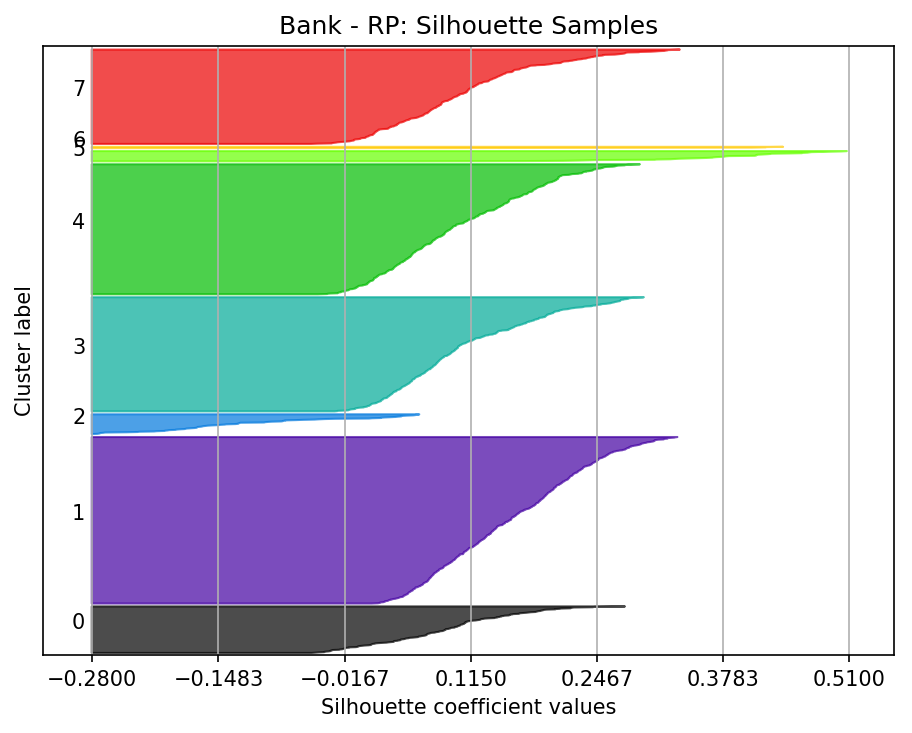 Bank - RP: Silhouette Samples
Cluster label
7
6
5
4
3
2
1
0
−0.2800 −0.1483 −0.0167 0.1150 0.2467 0.3783 0.5100
Silhouette coefficient values